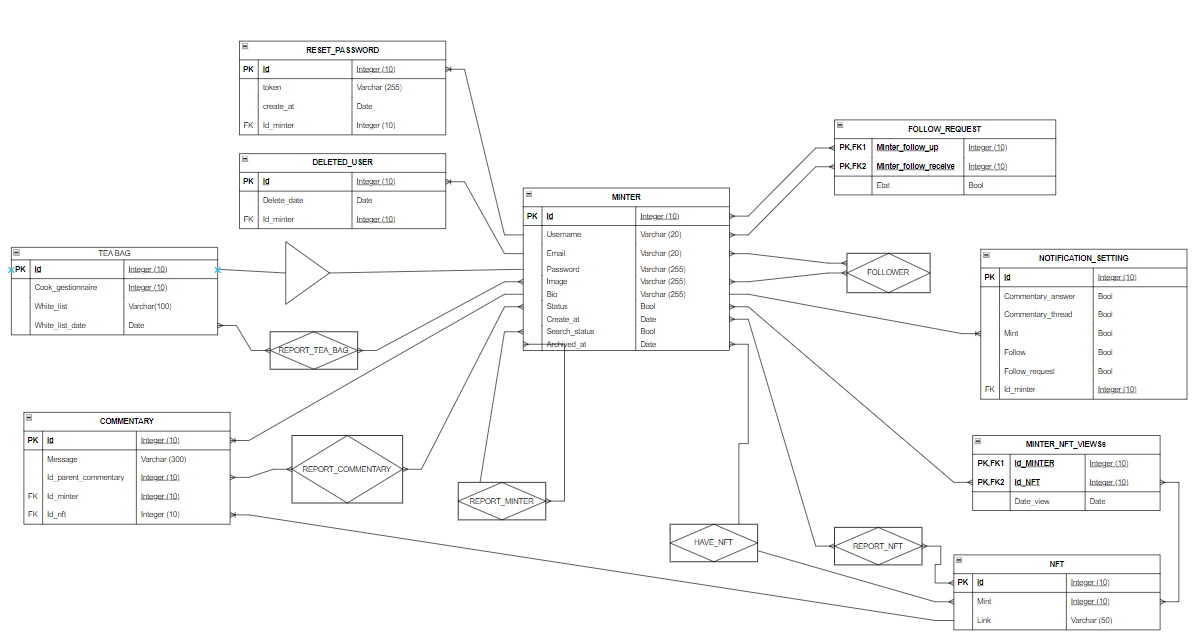 RESET_PASSWORD
PK Id Integer (10)
token Varchar (255)
create_at Date
FK Id_minter Integer (10)
DELETED_USER
PK Id Integer (10)
Delete_date Date
FK Id_minter Integer (10)
TEA BAG
PK Id Integer (10)
Cook_gestionnaire Integer (10)
White_list Varchar(100)
White_list_date Date
REPORT_TEA_BAG
MINTER
PK Id Integer (10)
Username Varchar (20)
Email Varchar (20)
Password Varchar (255)
Image Varchar (255)
Bio Varchar (255)
Status Bool
Create_at Date
Search_status Bool
Archived_at Date
FOLLOW_REQUEST
PK,FK1 Minter_follow_up Integer (10)
PK,FK2 Minter_follow_receive Integer (10)
Etat Bool
FOLLOWER
NOTIFICATION_SETTING
PK Id Integer (10)
Commentary_answer Bool
Commentary_thread Bool
Mint Bool
Follow Bool
Follow_request Bool
FK Id_minter Integer (10)
COMMENTARY
PK Id Integer (10)
Message Varchar (300)
Id_parent_commentary Integer (10)
FK Id_minter Integer (10)
FK Id_nft Integer (10)
REPORT_COMMENTARY
REPORT_MINTER
HAVE_NFT
REPORT_NFT
MINTER_NFT_VIEWSs
PK,FK1 Id_MINTER Integer (10)
PK,FK2 Id_NFT Integer (10)
Date_view Date
NFT
PK Id Integer (10)
Mint Integer (10)
Link Varchar (50)